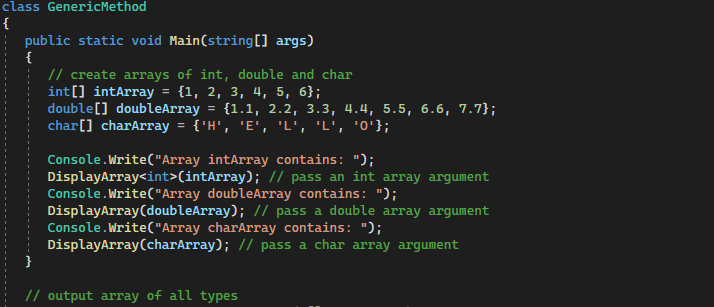 class GenericMethod
{
public static void Main(string[] args)
{
// create arrays of int, double and char
int[] intArray = {1, 2, 3, 4, 5, 6};
double[] doubleArray = {1.1, 2.2, 3.3, 4.4, 5.5, 6.6, 7.7};
char[] charArray = {'H', 'E', 'L', 'L', 'O'};
Console.Write("Array intArray contains: ");
DisplayArray<int>(intArray); // pass an int array argument
Console.Write("Array doubleArray contains: ");
DisplayArray(doubleArray); // pass a double array argument
Console.Write("Array charArray contains: ");
DisplayArray(charArray); // pass a char array argument
}
// output array of all types